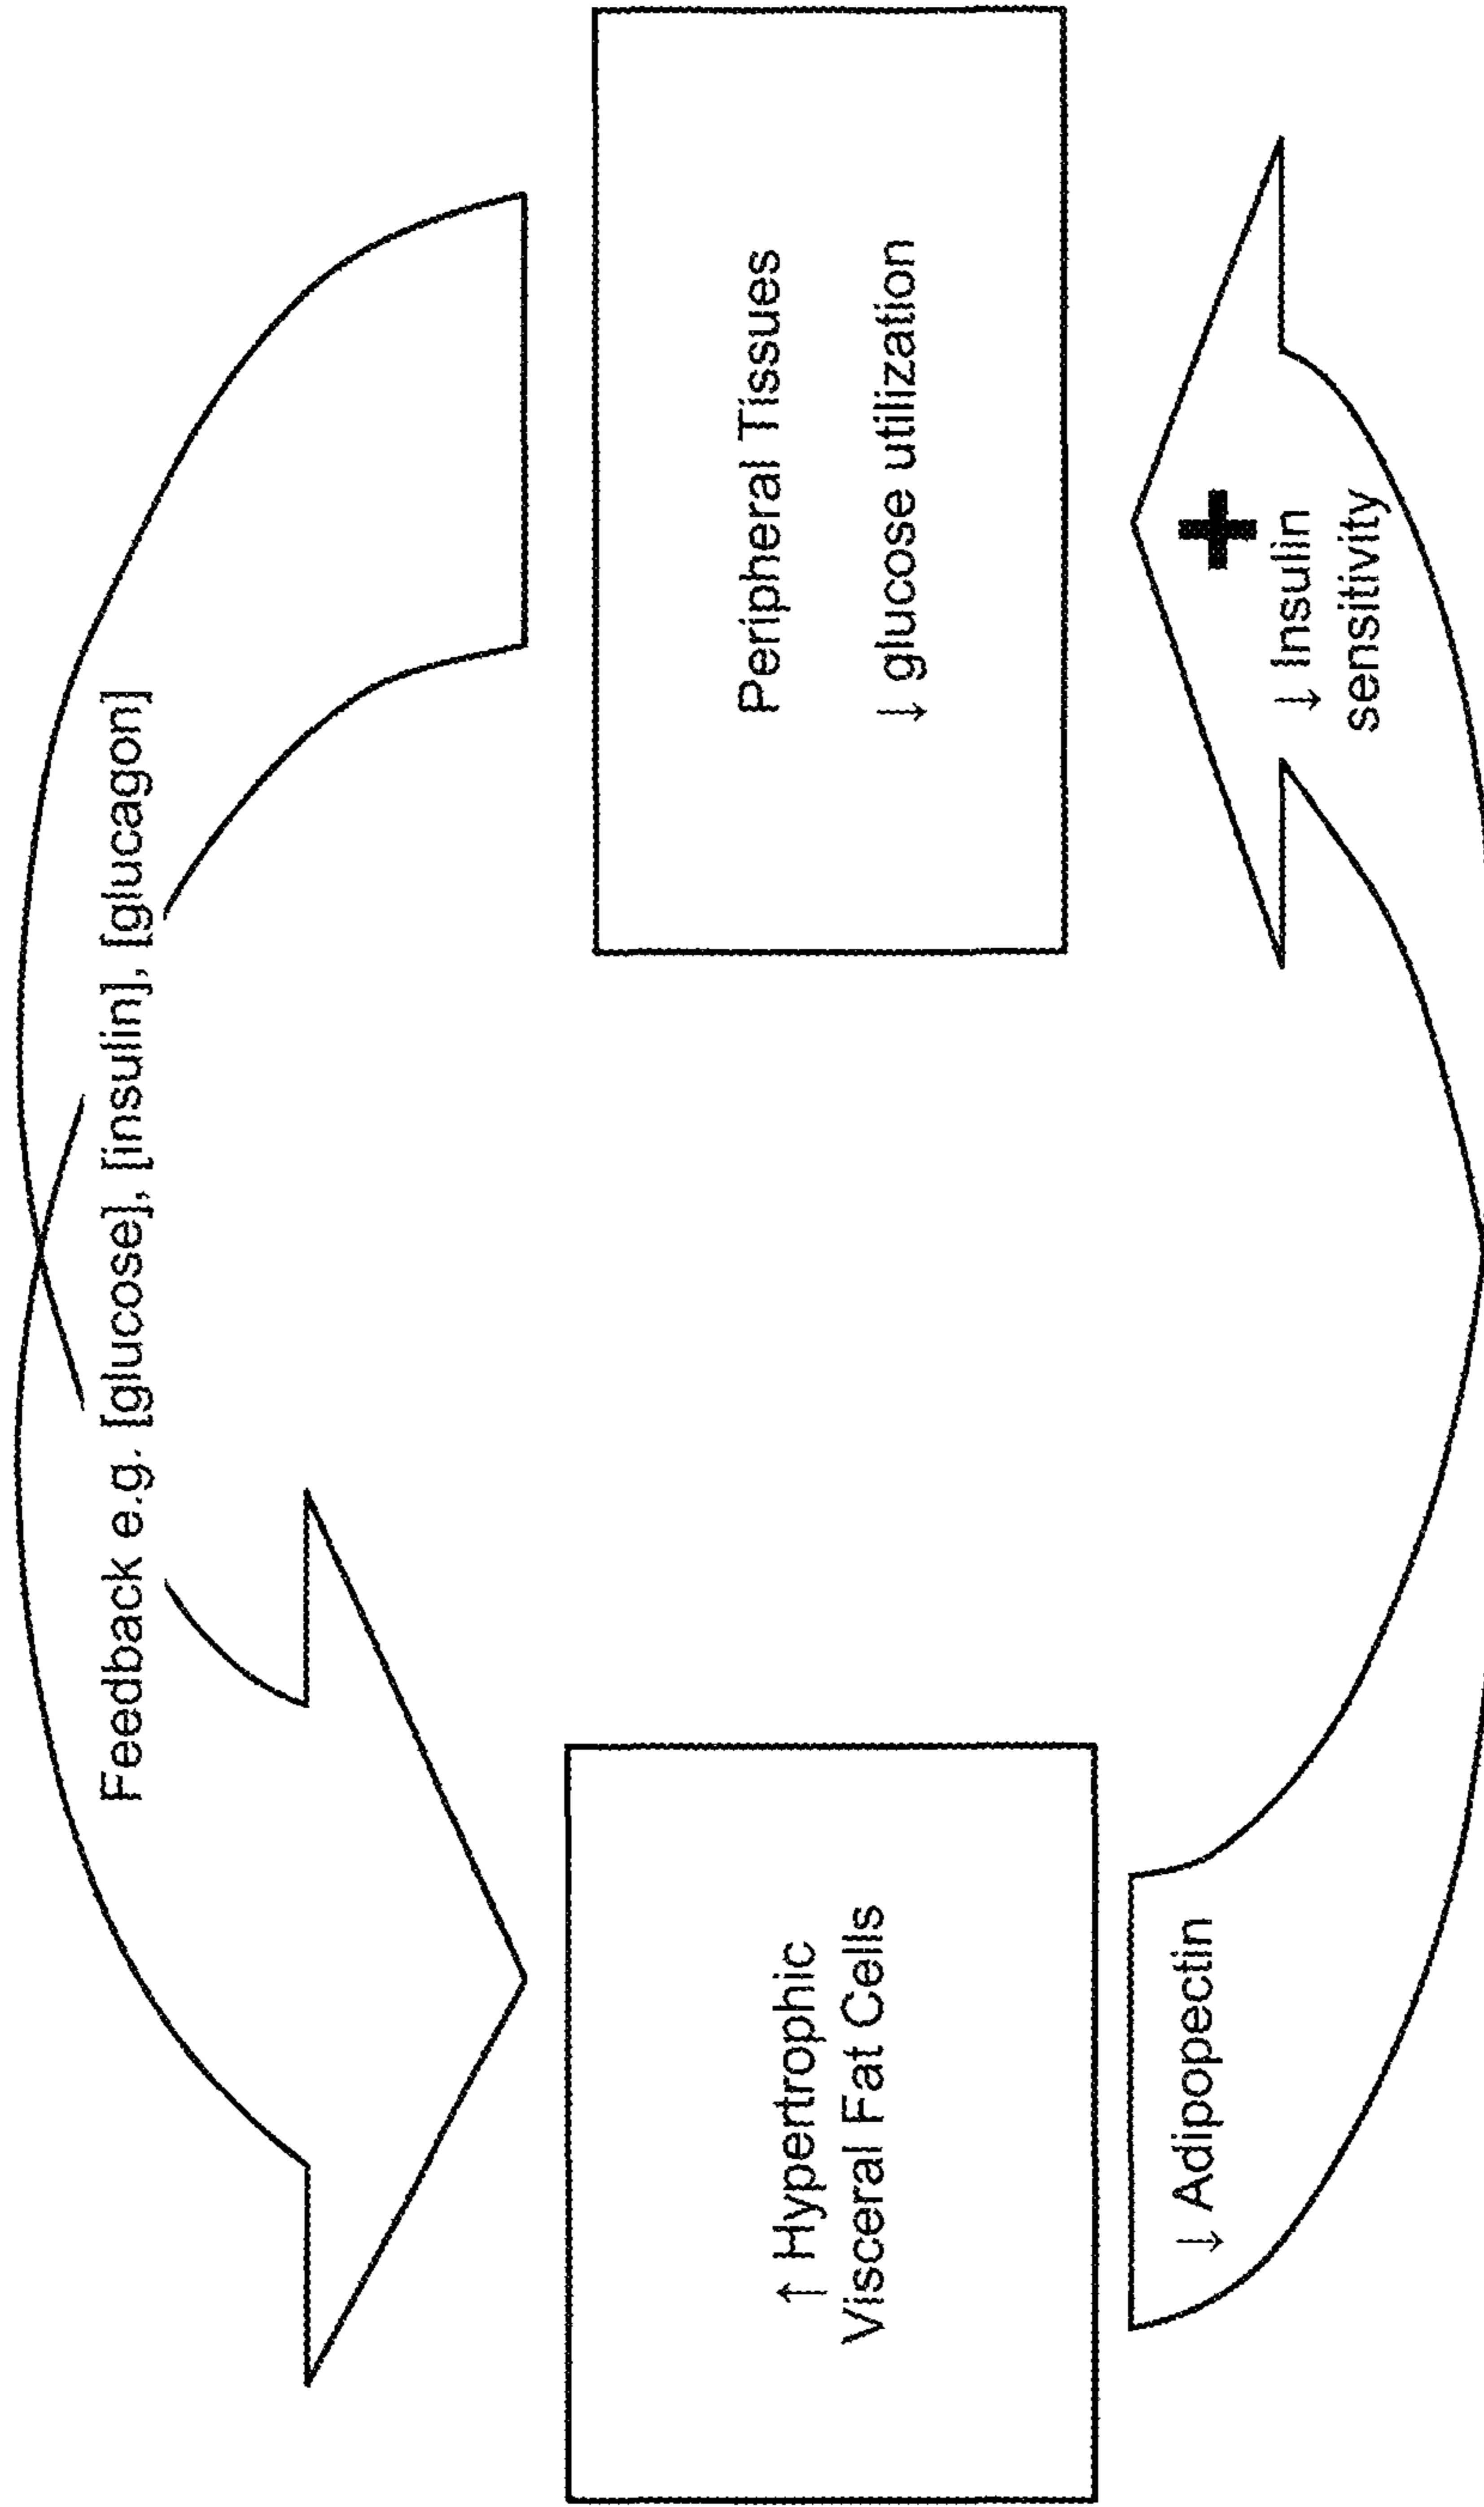 Feedback e.g. [glucose], [insulin], [glucagon]
↑ Hypertrophic
Visceral Fat Cells
Peripheral Tissues
↓ glucose utilization
↓ Adipopectin
+
↓ Insulin
sensitivity